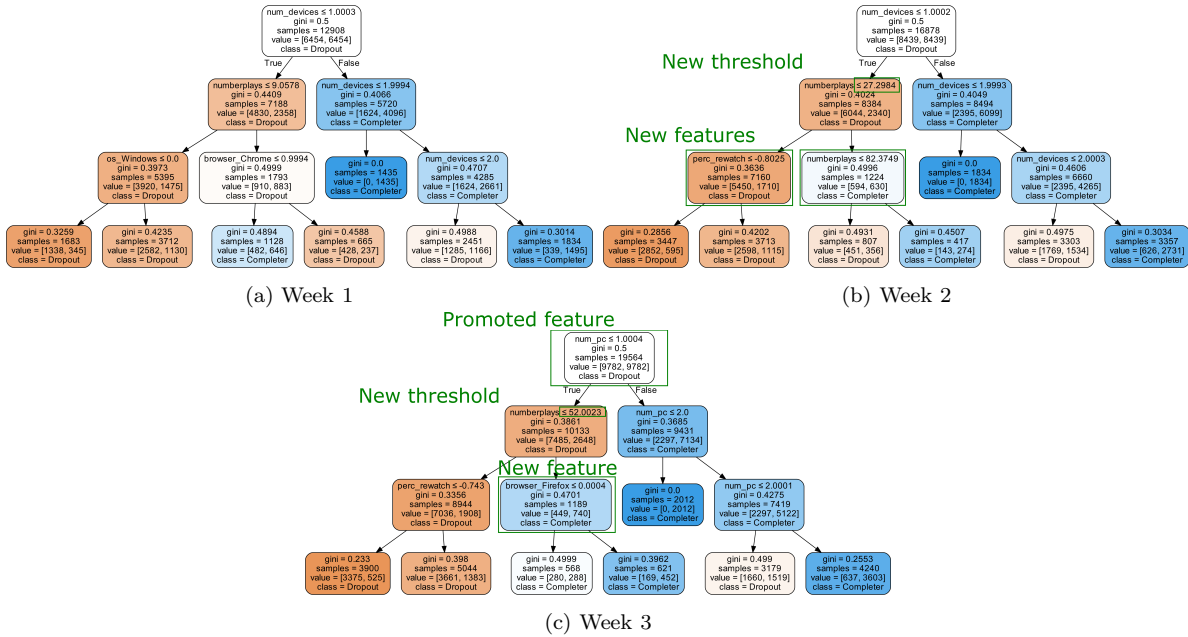 num_devices ≤ 1.0003
gini = 0.5
samples = 12908
value = [6454, 6454]
class = Dropout
True
False
numberplays ≤ 9.0578
gini = 0.4409
samples = 7188
value = [4830, 2358]
class = Dropout
num_devices ≤ 1.9994
gini = 0.4066
samples = 5720
value = [1624, 4096]
class = Completer
os_Windows ≤ 0.0
gini = 0.3973
samples = 5395
value = [3920, 1475]
class = Dropout
browser_Chrome ≤ 0.9994
gini = 0.4999
samples = 1793
value = [910, 883]
class = Dropout
gini = 0.0
samples = 1435
value = [0, 1435]
class = Completer
num_devices ≤ 2.0
gini = 0.4707
samples = 4285
value = [1624, 2661]
class = Completer
gini = 0.3259
samples = 1683
value = [1338, 345]
class = Dropout
gini = 0.4235
samples = 3712
value = [2582, 1130]
class = Dropout
gini = 0.4894
samples = 1128
value = [482, 646]
class = Completer
gini = 0.4588
samples = 665
value = [428, 237]
class = Dropout
gini = 0.4988
samples = 2451
value = [1285, 1166]
class = Dropout
gini = 0.3014
samples = 1834
value = [339, 1495]
class = Completer
(a) Week 1
num_devices ≤ 1.0002
gini = 0.5
samples = 16878
value = [8439, 8439]
class = Dropout
True
False
New threshold
numberplays ≤ 27.2984
gini = 0.4024
samples = 8384
value = [6044, 2340]
class = Dropout
num_devices ≤ 1.9993
gini = 0.4049
samples = 8494
value = [2395, 6099]
class = Completer
New features
perc_rewatch ≤ -0.8025
gini = 0.3636
samples = 7160
value = [5450, 1710]
class = Dropout
numberplays ≤ 82.3749
gini = 0.4996
samples = 1224
value = [594, 630]
class = Completer
gini = 0.0
samples = 1834
value = [0, 1834]
class = Completer
num_devices ≤ 2.0003
gini = 0.4606
samples = 6660
value = [2395, 4265]
class = Completer
gini = 0.2856
samples = 3447
value = [2852, 595]
class = Dropout
gini = 0.4202
samples = 3713
value = [2598, 1115]
class = Dropout
gini = 0.4931
samples = 807
value = [451, 356]
class = Dropout
gini = 0.4507
samples = 417
value = [143, 274]
class = Completer
gini = 0.4975
samples = 3303
value = [1769, 1534]
class = Dropout
gini = 0.3034
samples = 3357
value = [626, 2731]
class = Completer
(b) Week 2
Promoted feature
num_pc ≤ 1.0004
gini = 0.5
samples = 19564
value = [9782, 9782]
class = Dropout
True
False
New threshold
numberplays ≤ 52.0023
gini = 0.3861
samples = 10133
value = [7485, 2648]
class = Dropout
num_pc ≤ 2.0
gini = 0.3685
samples = 9431
value = [2297, 7134]
class = Completer
New feature
perc_rewatch ≤ -0.743
gini = 0.3356
samples = 8944
value = [7036, 1908]
class = Dropout
browser_Firefox ≤ 0.0004
gini = 0.4701
samples = 1189
value = [449, 740]
class = Completer
gini = 0.0
samples = 2012
value = [0, 2012]
class = Completer
num_pc ≤ 2.0001
gini = 0.4275
samples = 7419
value = [2297, 5122]
class = Completer
gini = 0.233
samples = 3900
value = [3375, 525]
class = Dropout
gini = 0.398
samples = 5044
value = [3661, 1383]
class = Dropout
gini = 0.4999
samples = 568
value = [280, 288]
class = Completer
gini = 0.3962
samples = 621
value = [169, 452]
class = Completer
gini = 0.499
samples = 3179
value = [1660, 1519]
class = Dropout
gini = 0.2553
samples = 4240
value = [637, 3603]
class = Completer
(c) Week 3